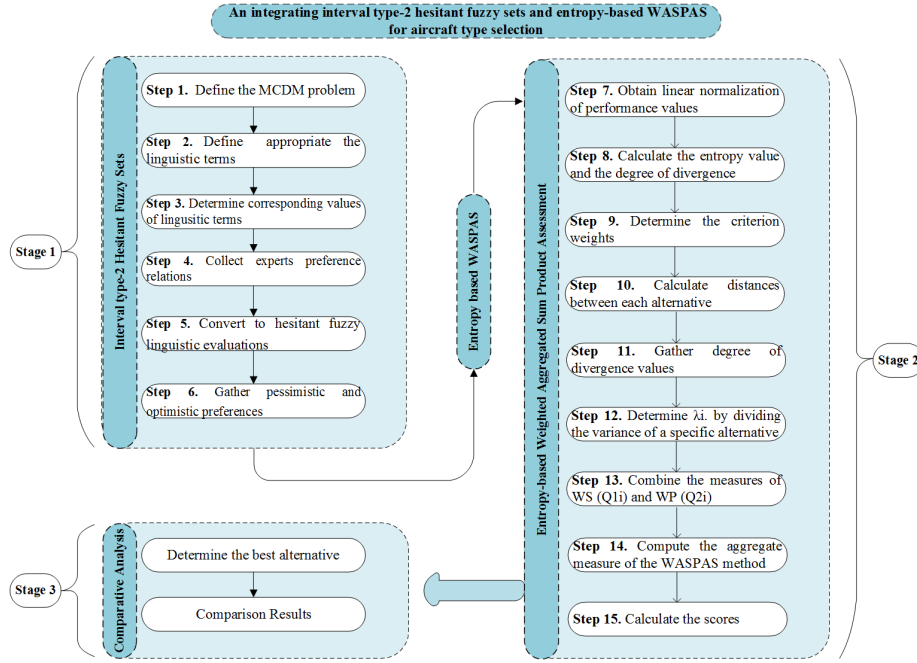 An integrating interval type-2 hesitant fuzzy sets and entropy-based WASPAS
for aircraft type selection
Stage 1
Interval type-2 Hesitant Fuzzy Sets
Step 1. Define the MCDM problem
Step 2. Define appropriate the
linguistic terms
Step 3. Determine corresponding values
of lingusitic terms
Step 4. Collect experts preference
relations
Step 5. Convert to hesitant fuzzy
linguistic evaluations
Step 6. Gather pessimistic and
optimistic preferences
Entropy based WASPAS
Entropy-based Weighted Aggregated Sum Product Assessment
Step 7. Obtain linear normalization
of performance values
Step 8. Calculate the entropy value
and the degree of divergence
Step 9. Determine the criterion
weights
Step 10. Calculate distances
between each alternative
Step 11. Gather degree of
divergence values
Step 12. Determine λi. by dividing
the variance of a specific alternative
Step 13. Combine the measures of
WS (Q1i) and WP (Q2i)
Step 14. Compute the aggregate
measure of the WASPAS method
Step 15. Calculate the scores
Stage 2
Stage 3
Comparative Analysis
Determine the best alternative
Comparison Results